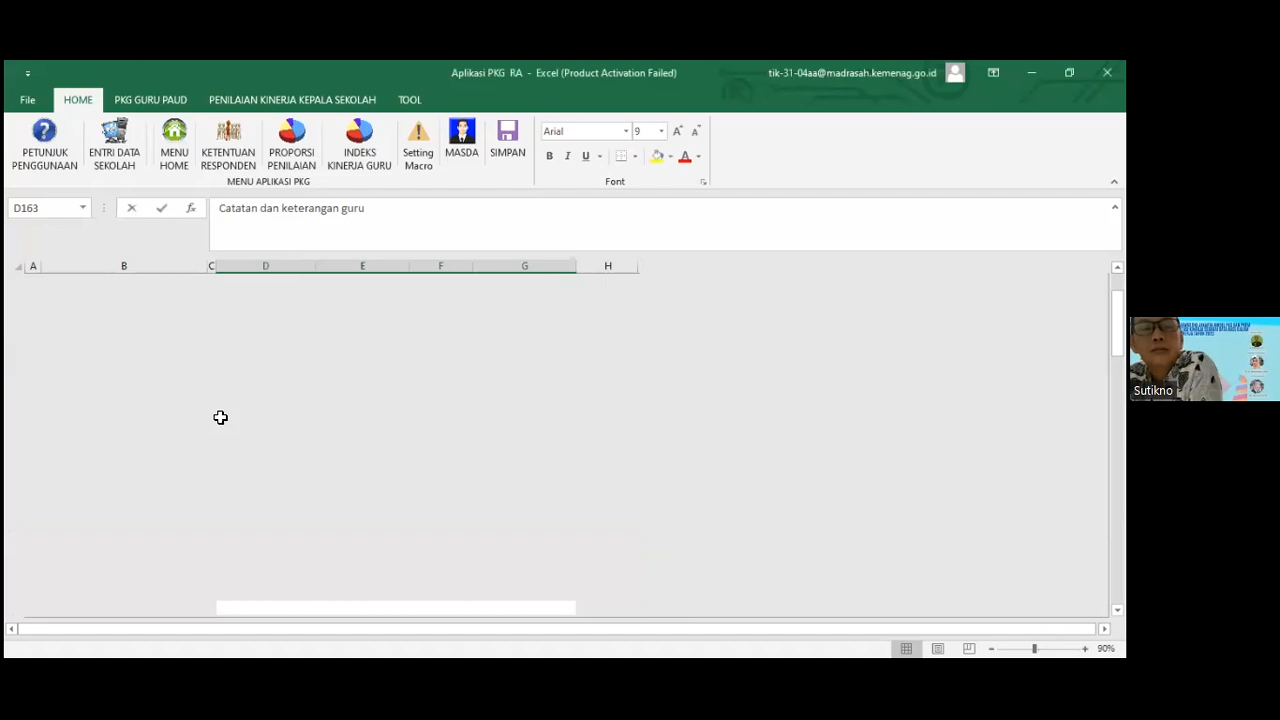 Aplikasi PKG RA - Excel (Product Activation Failed)
tik-31-04aa@madrasah.kemenag.go.id
File
HOME
PKG GURU PAUD
PENILAIAN KINERJA KEPALA SEKOLAH
TOOL
PETUNJUK
PENGGUNAAN
ENTRI DATA
SEKOLAH
MENU
HOME
KETENTUAN
RESPONDEN
PROPORSI
PENILAIAN
INDEKS
KINERJA GURU
Setting
Macro
MASDA
SIMPAN
MENU APLIKASI PKG
Arial
9
A
A
B
I
U
A
Font
D163
fx
Catatan dan keterangan guru
A
B
C
D
E
F
G
H
Sutikno
90%